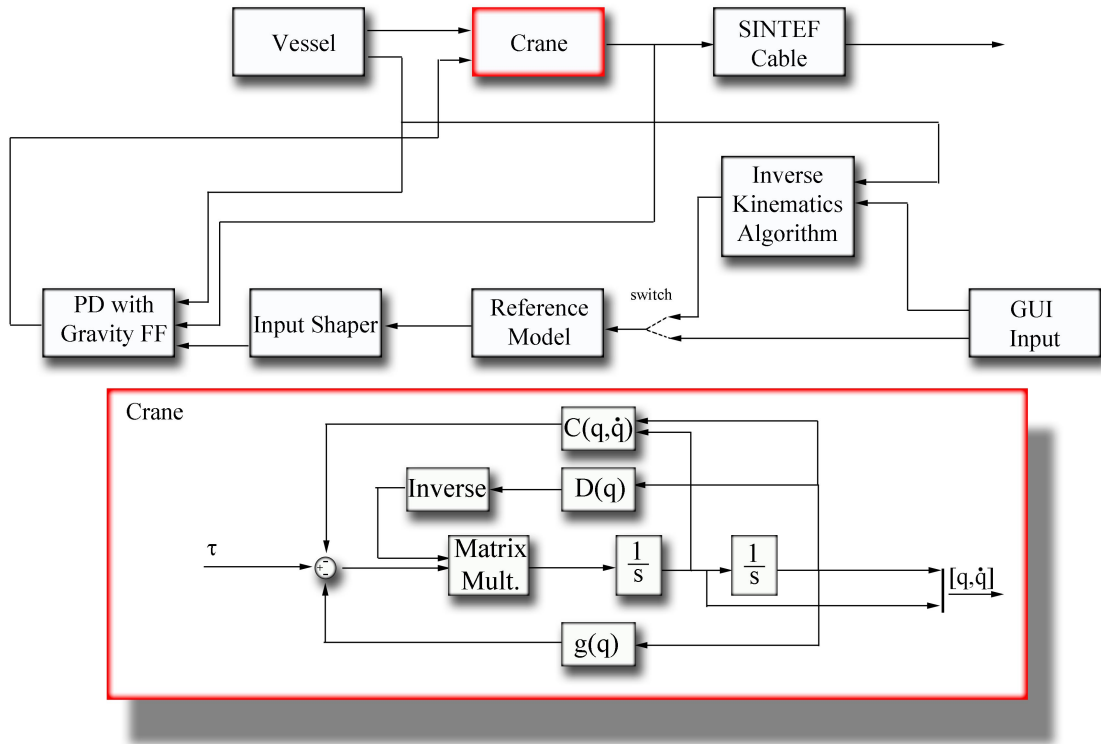 Vessel
Crane
SINTEF
Cable
Inverse
Kinematics
Algorithm
PD with
Gravity FF
Input Shaper
Reference
Model
switch
GUI
Input
Crane
C(q,q̇)
Inverse
D(q)
τ
+
-
-
Matrix
Mult.
1
s
1
s
[q,q̇]
g(q)